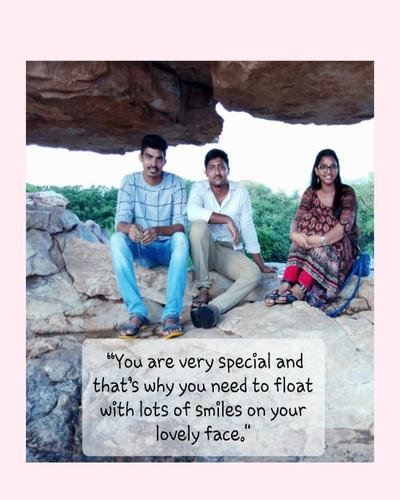 “You are very special and
that's why you need to float
with lots of smiles on your
lovely face.“